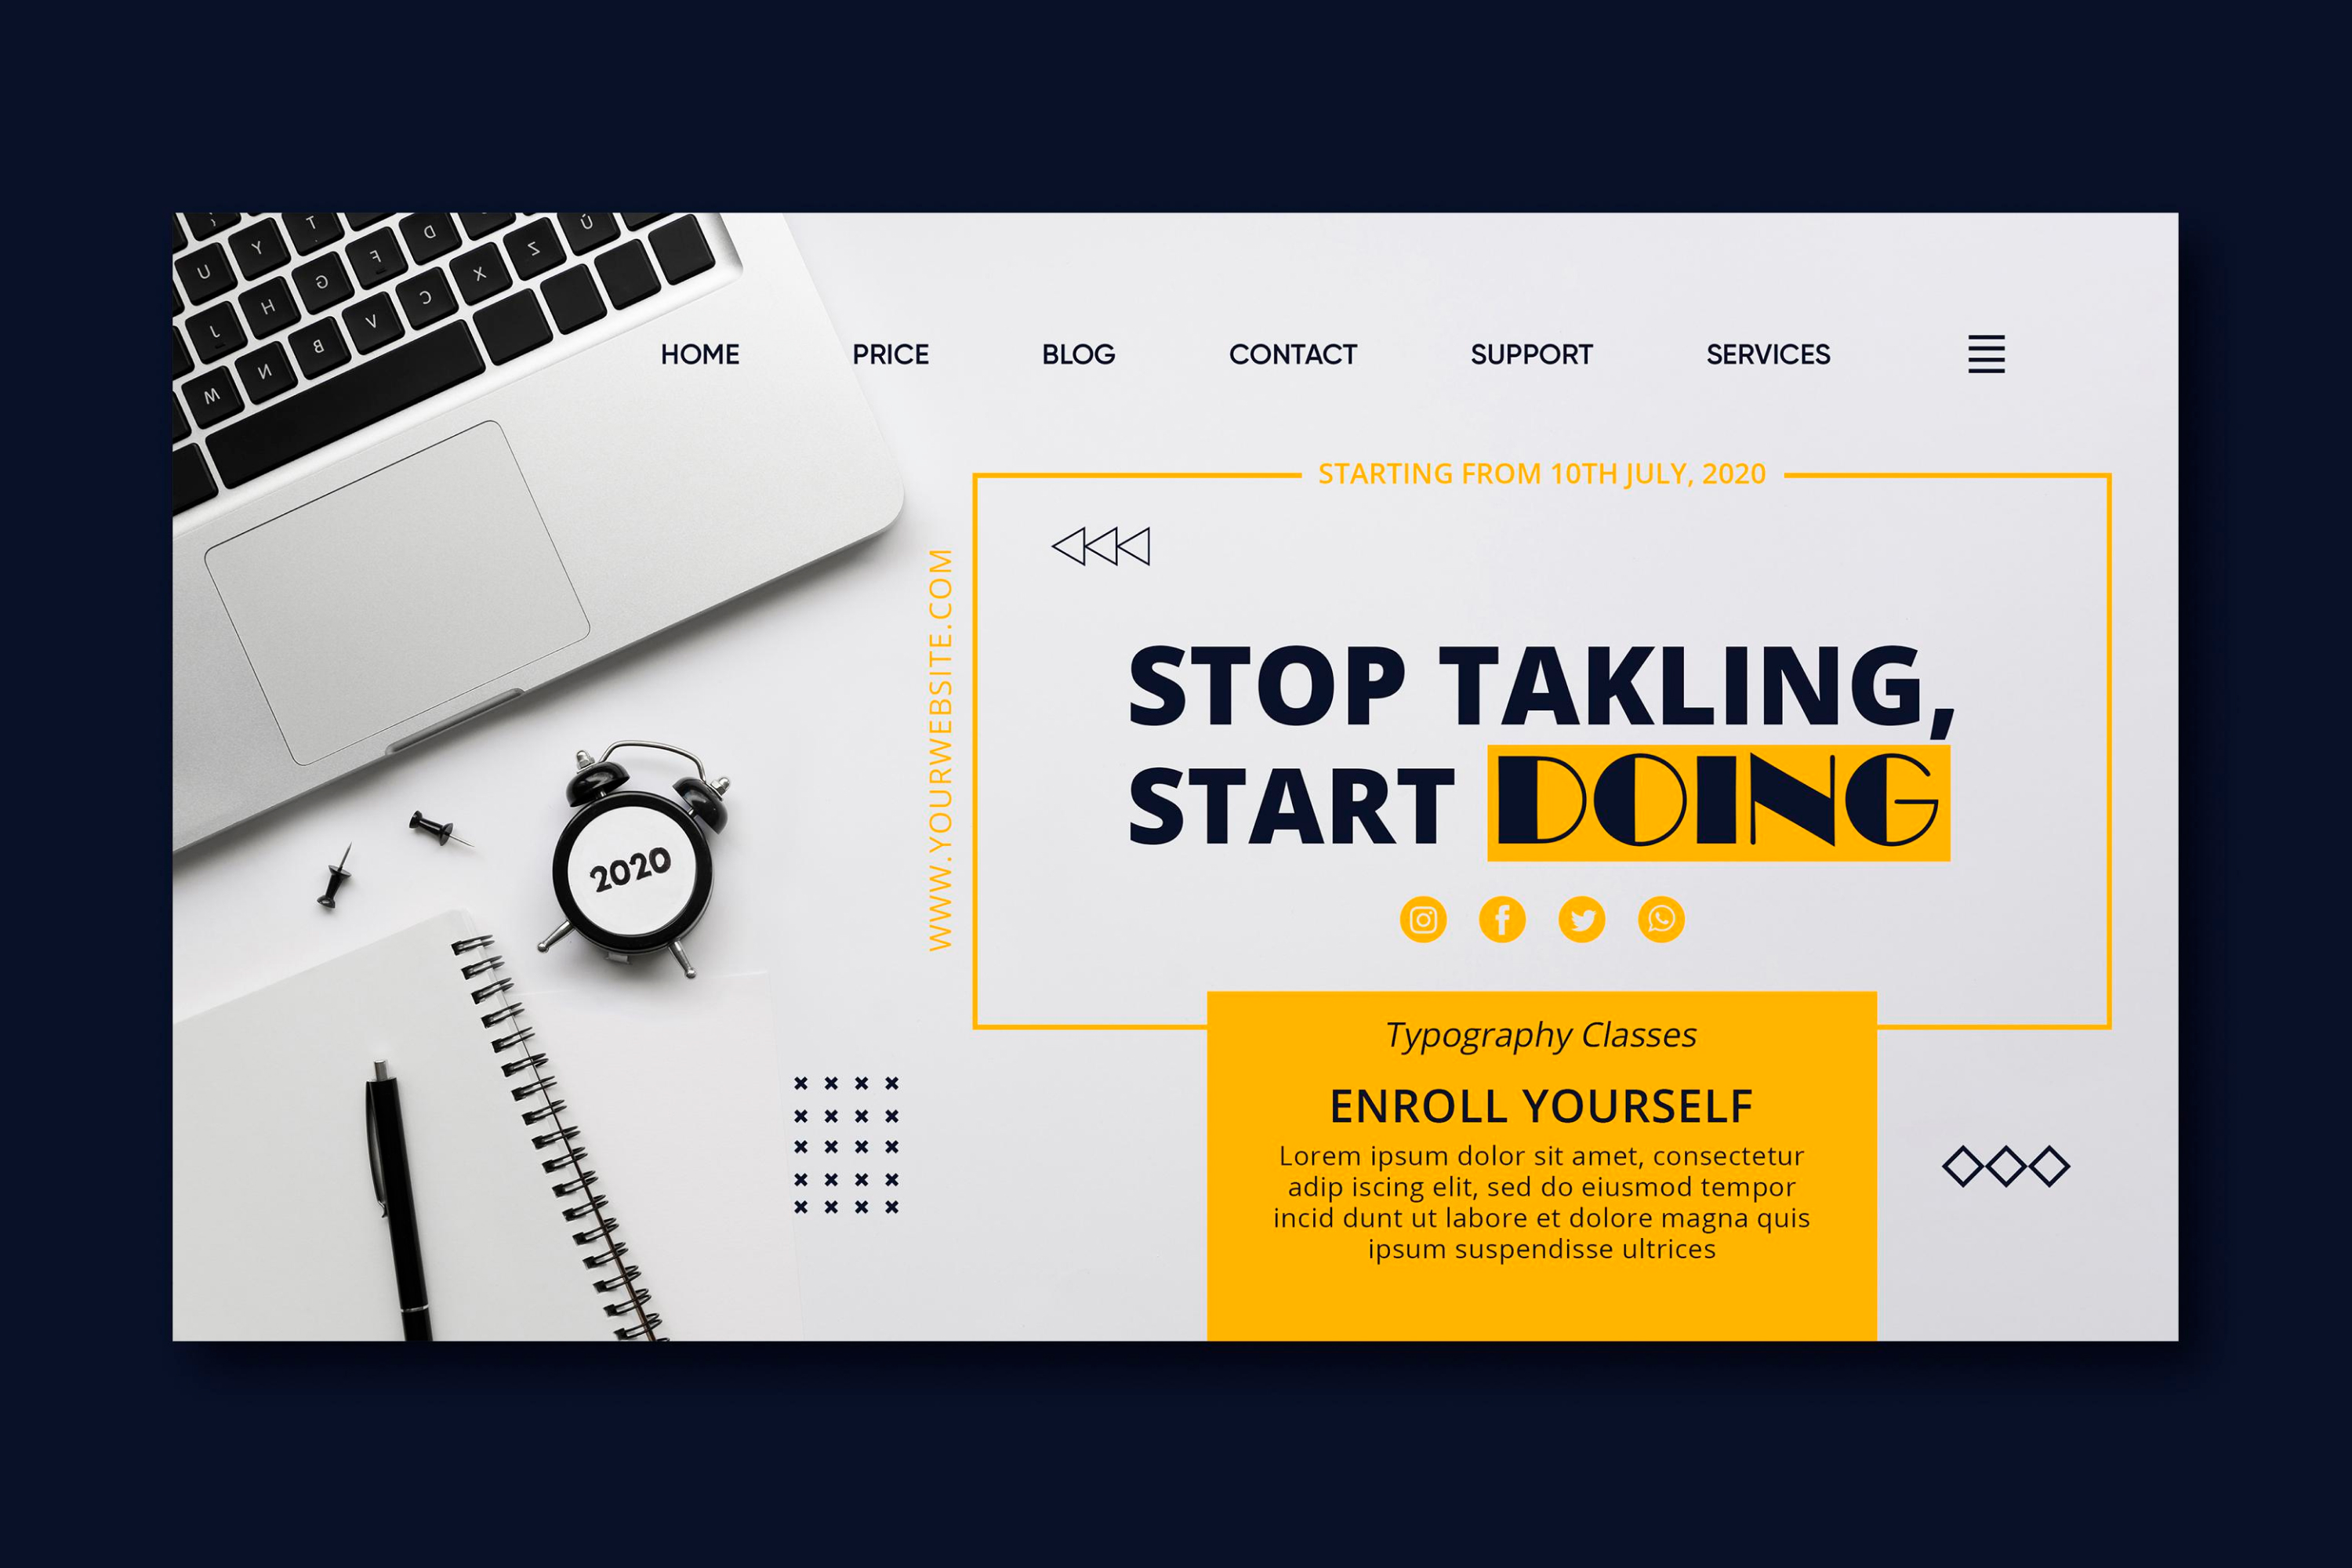 HOME PRICE BLOG CONTACT SUPPORT SERVICES
STARTING FROM 10TH JULY, 2020
WWW.YOURWEBSITE.COM
STOP TAKLING,
START DOING
2020
Typography Classes
ENROLL YOURSELF
Lorem ipsum dolor sit amet, consectetur
adip iscing elit, sed do eiusmod tempor
incid dunt ut labore et dolore magna quis
ipsum suspendisse ultrices
T
U Y
D Ú
J H G F
Z
M N B V C X